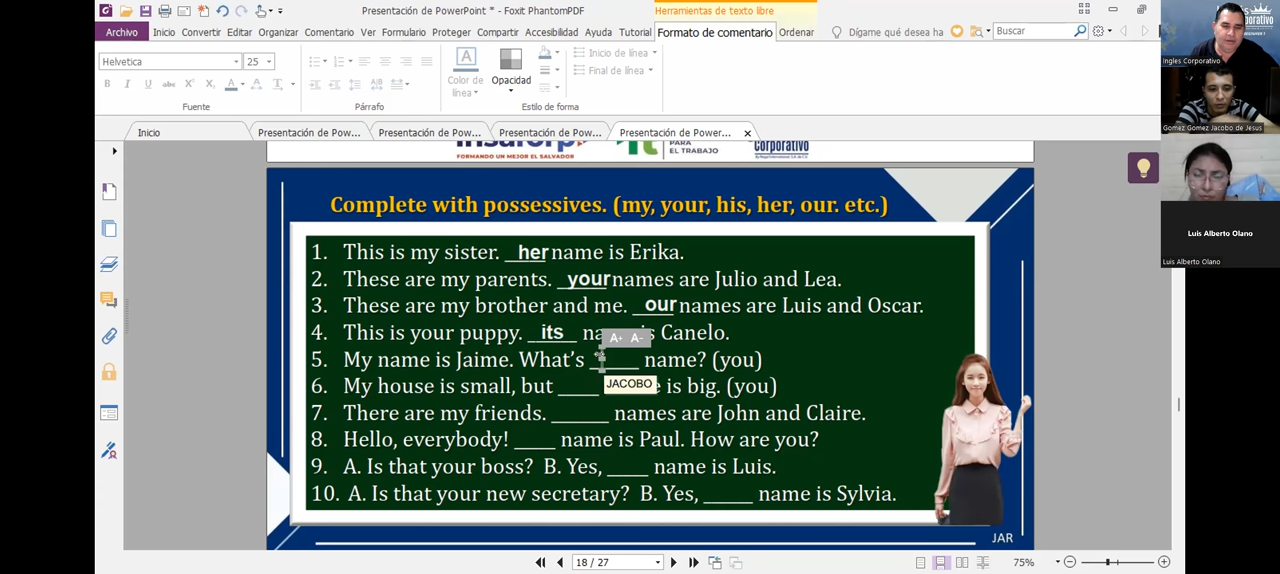 Presentación de PowerPoint * - Foxit PhantomPDF
Herramientas de texto libre
Archivo Inicio Convertir Editar Organizar Comentario Ver Formulario Proteger Compartir Accesibilidad Ayuda Tutorial Formato de comentario Ordenar
Dígame qué desea ha
Buscar
Helvetica 25
Color de línea
Opacidad
Inicio de línea
Final de línea
Fuente Párrafo Estilo de forma
Inicio Presentación de Pow... Presentación de Pow... Presentación de Pow... Presentación de Power...
FORMANDO UN MEJOR EL SALVADOR
PARA
EL TRABAJO
Corporativo
Complete with possessives. (my, your, his, her, our. etc.)
1. This is my sister. __her__ name is Erika.
2. These are my parents. __your__ names are Julio and Lea.
3. These are my brother and me. __our__ names are Luis and Oscar.
4. This is your puppy. __its__ na is Canelo.
A+ A-
5. My name is Jaime. What's ______ name? (you)
JACOBO
6. My house is small, but _____ e is big. (you)
7. There are my friends. _______ names are John and Claire.
8. Hello, everybody! _____ name is Paul. How are you?
9. A. Is that your boss? B. Yes, _____ name is Luis.
10. A. Is that your new secretary? B. Yes, ______ name is Sylvia.
JAR
18 / 27
75%
Ingles Corporativo
Gomez Gomez Jacobo de Jesus
Luis Alberto Olano
Luis Alberto Olano